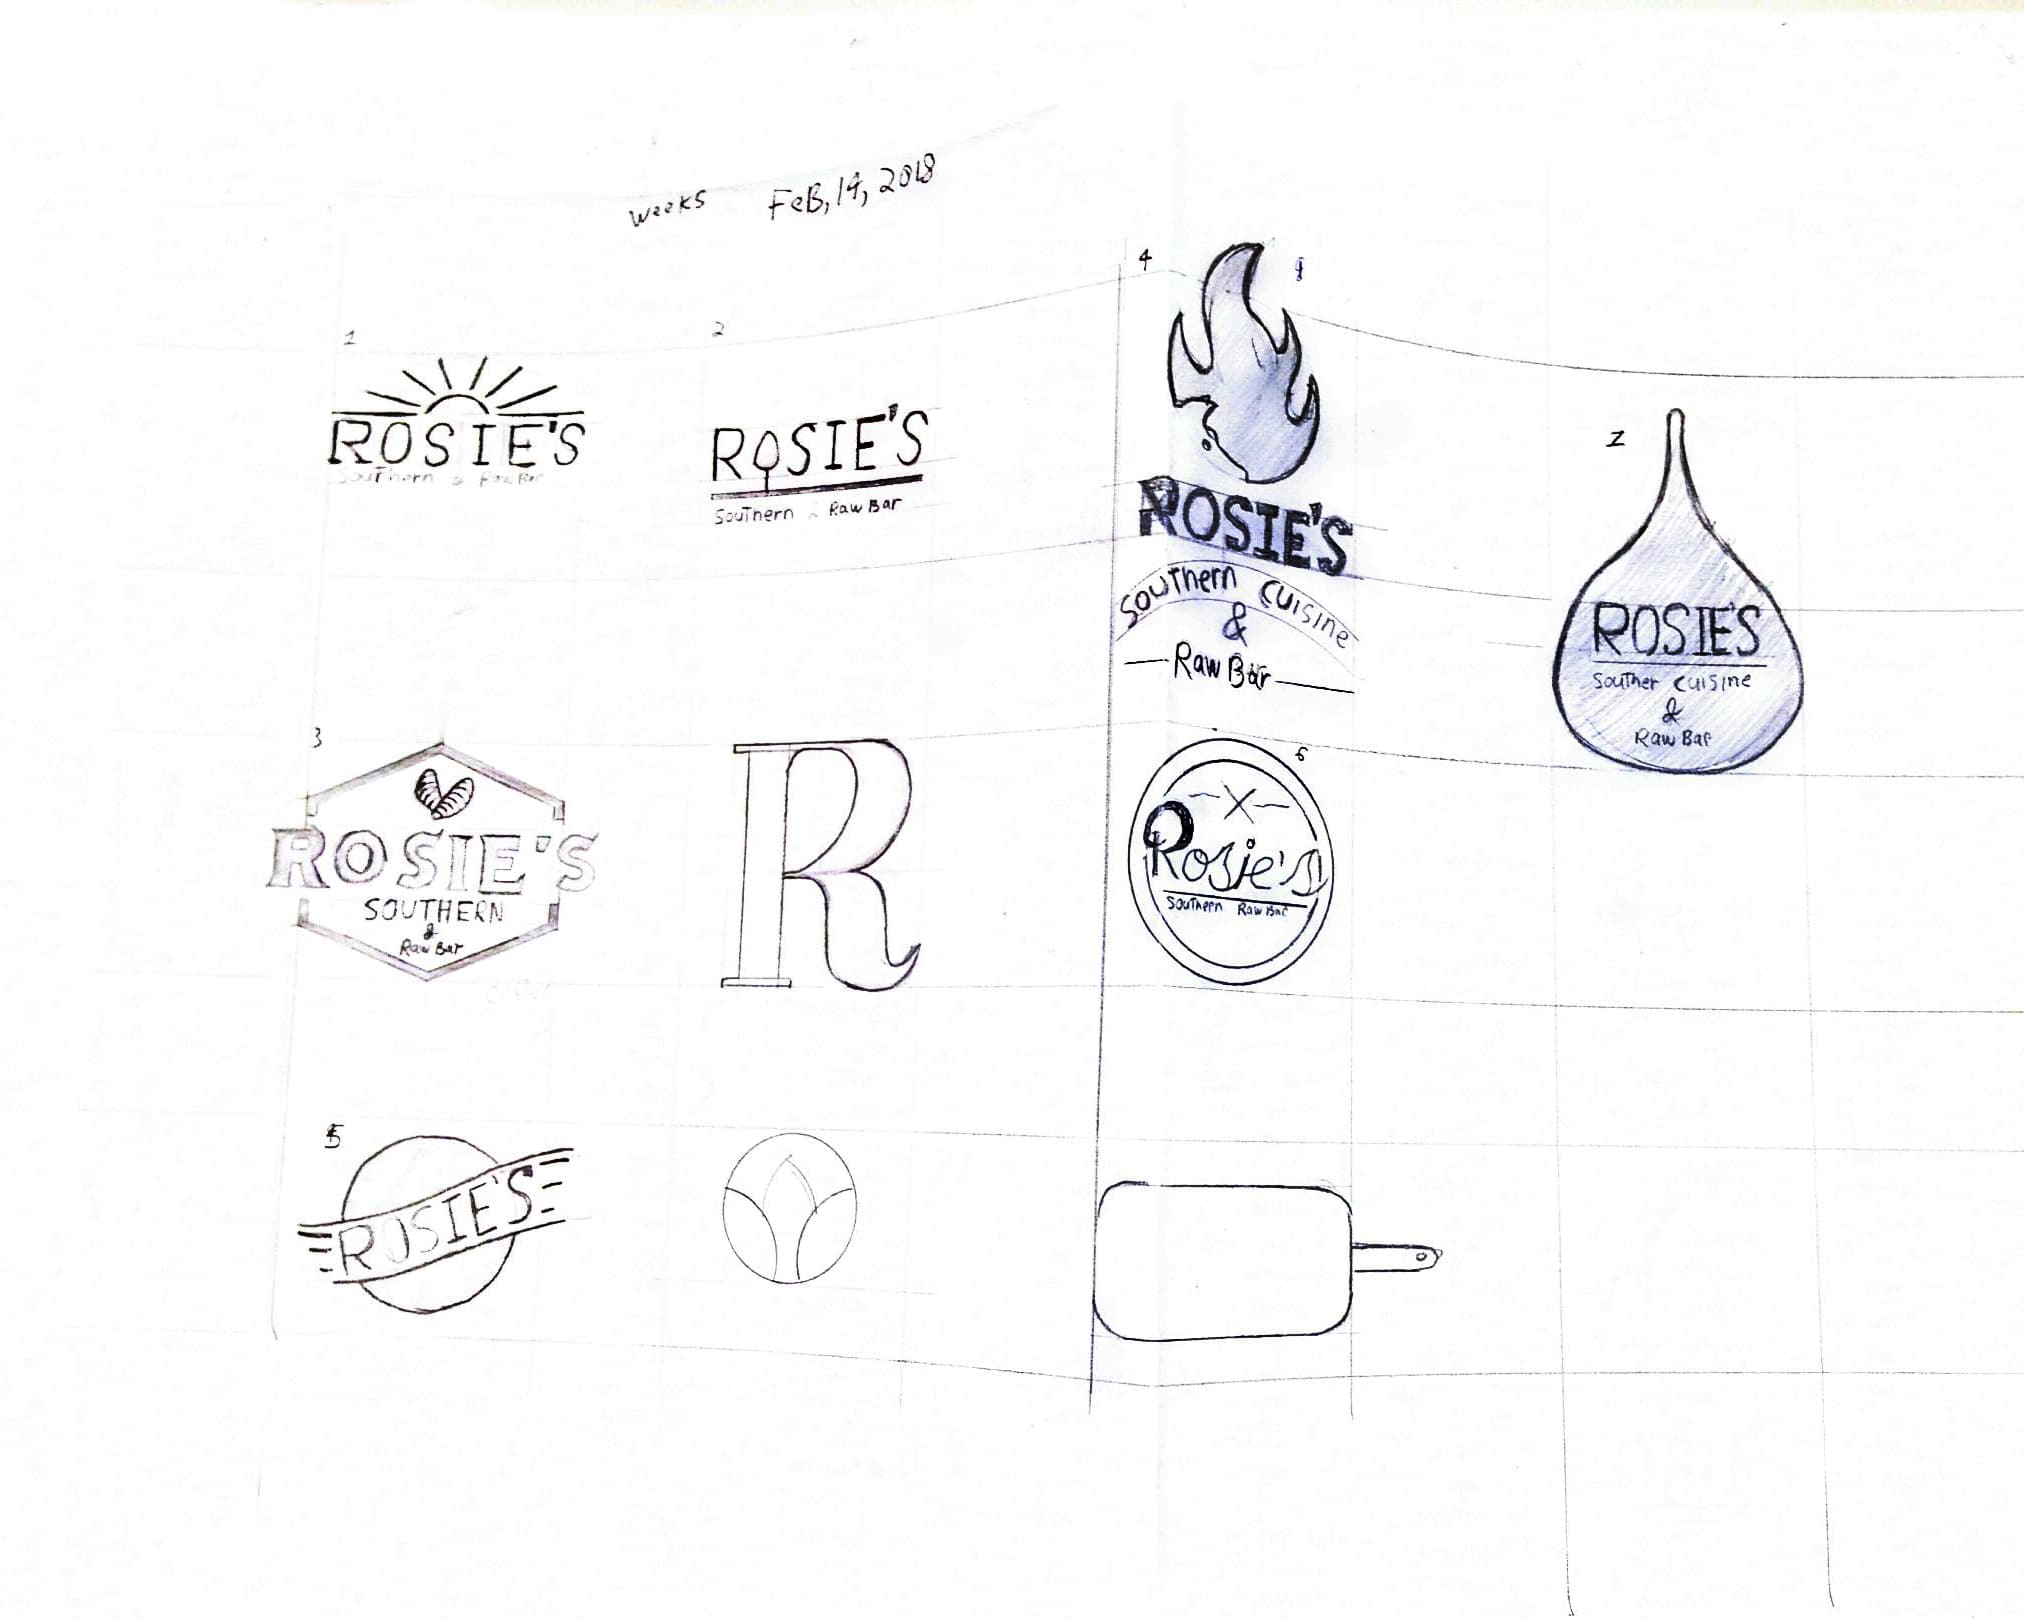 weeks FeB, 14, 2018
1
ROSIE'S
Southern & Raw Bar
2
ROSIE'S
Southern & Raw Bar
4
ROSIE'S
Southern Cuisine
&
Raw Bar
2
ROSIE'S
Souther Cuisine
&
Raw Bar
3
ROSIE'S
SOUTHERN
&
Raw Bar
R
6
Rosie's
Southern Raw Bar
5
ROSIE'S